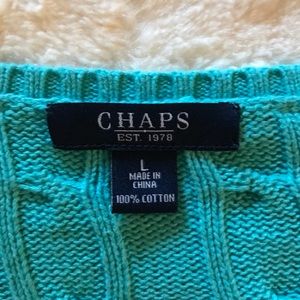 CHAPS
EST. 1978
L
MADE IN
CHINA
100% COTTON